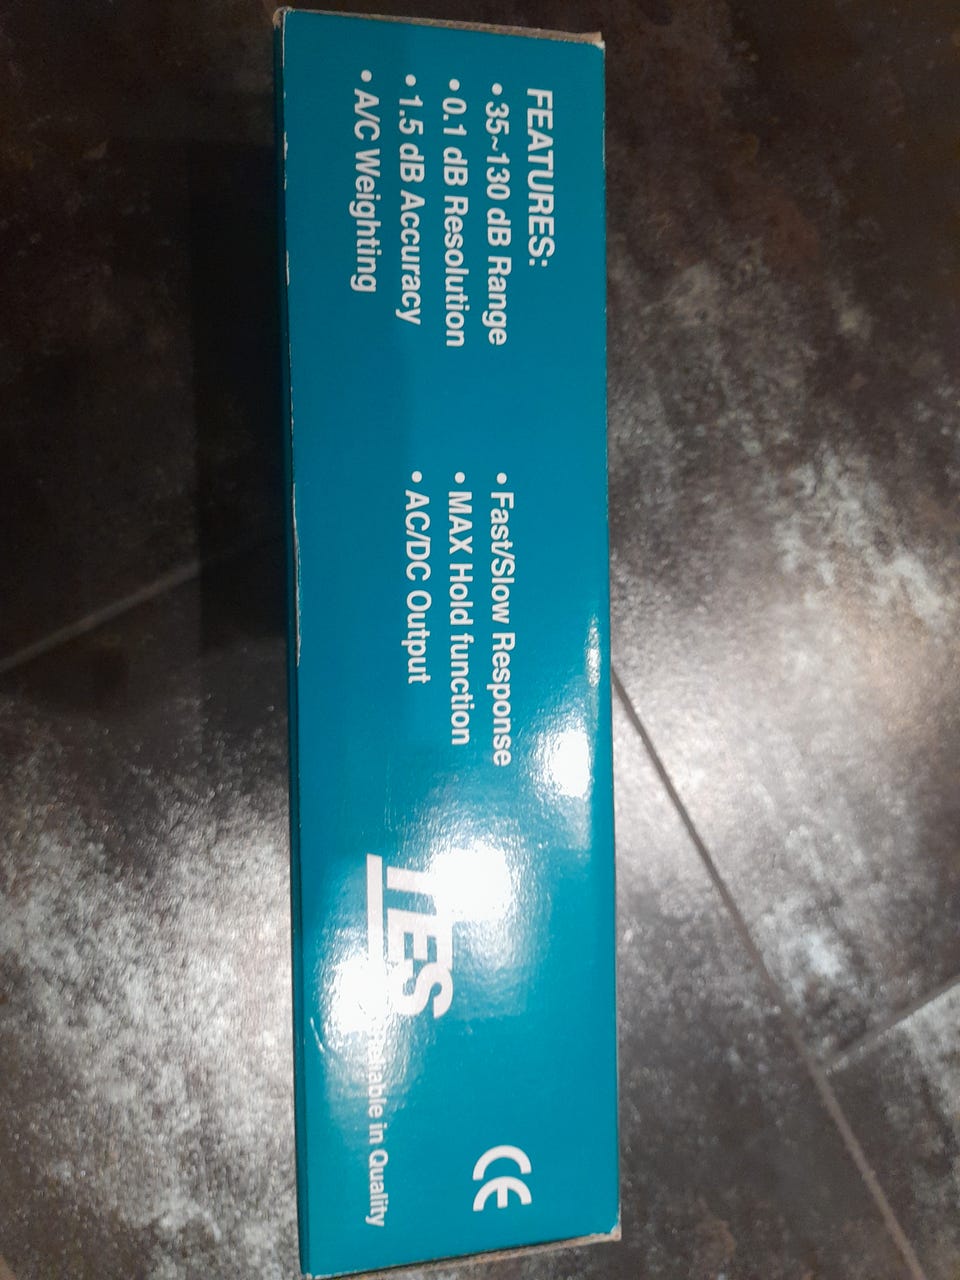 FEATURES:
• 35~130 dB Range
• 0.1 dB Resolution
• 1.5 dB Accuracy
• A/C Weighting
• Fast/Slow Response
• MAX Hold function
• AC/DC Output
TES
Reliable in Quality
CE